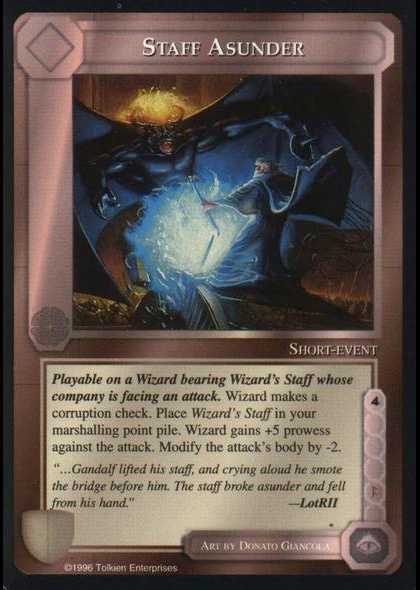 STAFF ASUNDER
SHORT-EVENT
Playable on a Wizard bearing Wizard's Staff whose
company is facing an attack. Wizard makes a
corruption check. Place Wizard's Staff in your
marshalling point pile. Wizard gains +5 prowess
against the attack. Modify the attack's body by -2.
"…Gandalf lifted his staff, and crying aloud he smote
the bridge before him. The staff broke asunder and fell
from his hand."
—LotRII
4
ART BY DONATO GIANCOLA
©1996 Tolkien Enterprises